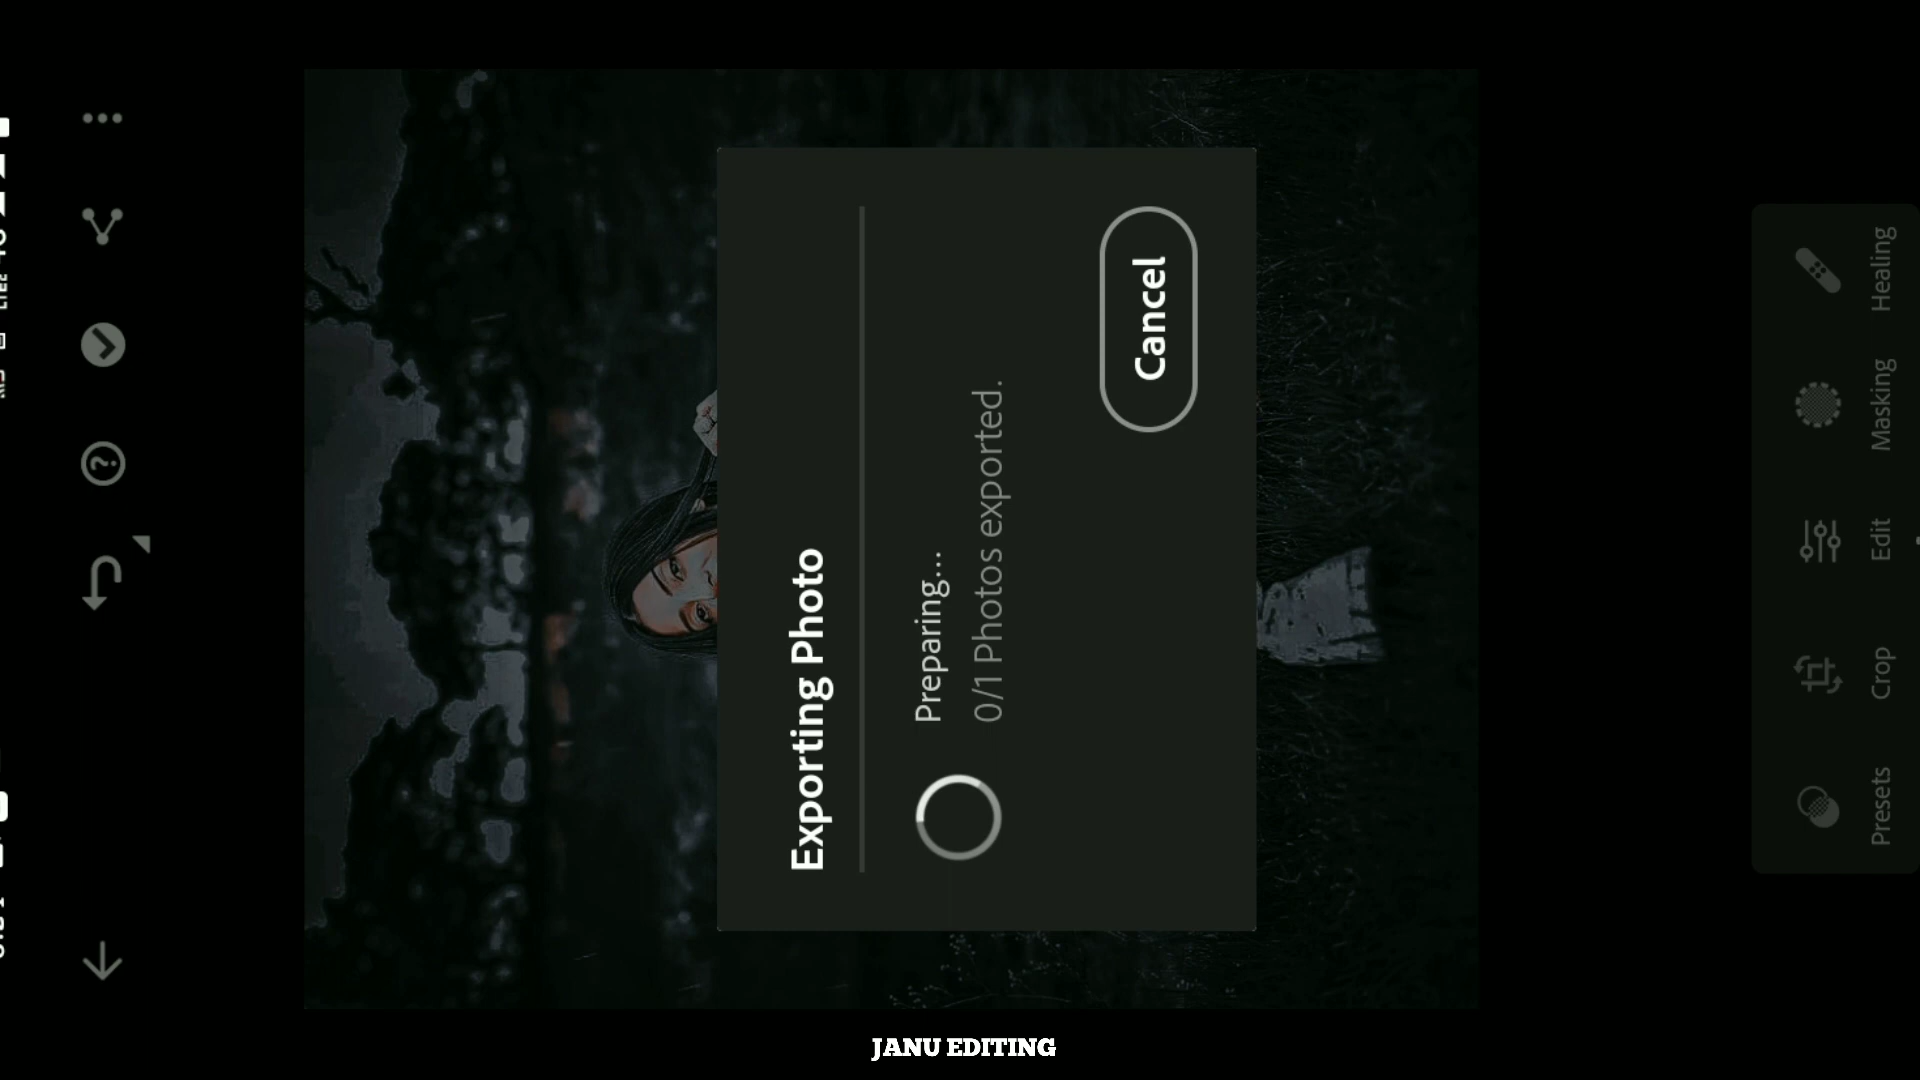 Exporting Photo
Preparing...
0/1 Photos exported.
Cancel
Presets
Crop
Edit
Masking
Healing
JANU EDITING